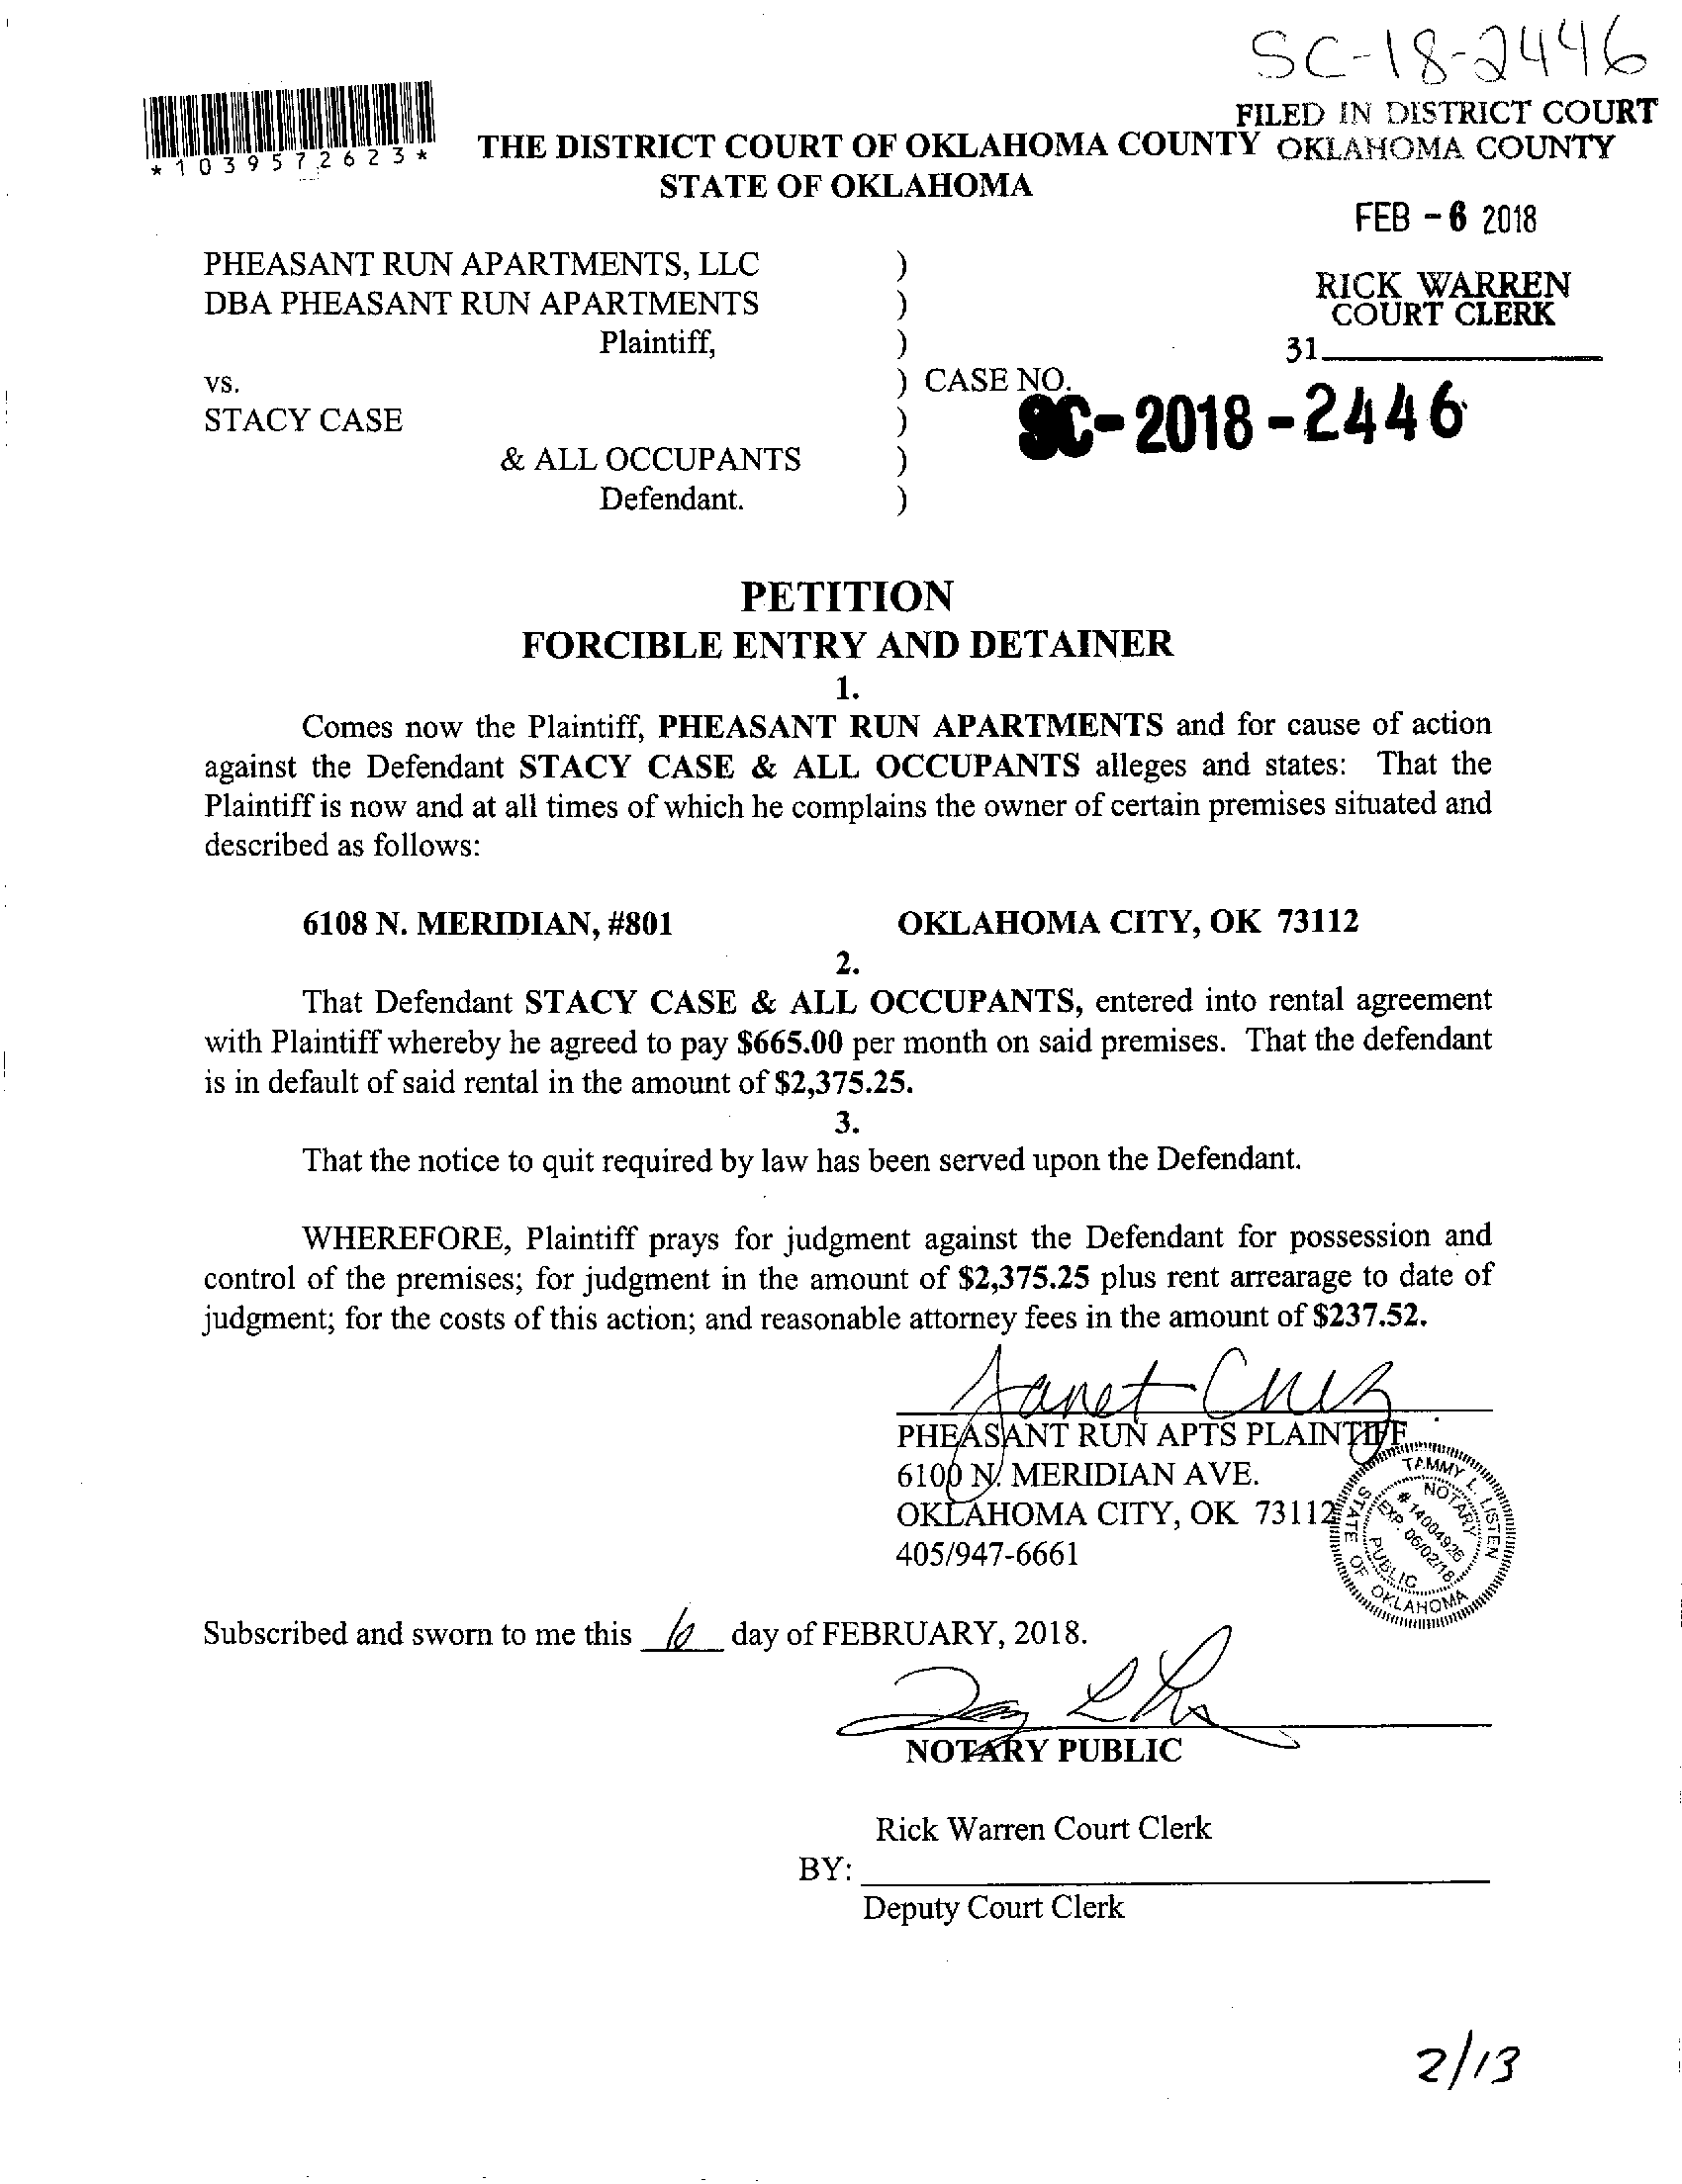 SC-18-2446
FILED IN DISTRICT COURT
OKLAHOMA COUNTY
*1039572623*
THE DISTRICT COURT OF OKLAHOMA COUNTY
STATE OF OKLAHOMA
FEB -6 2018
RICK WARREN
COURT CLERK
31
PHEASANT RUN APARTMENTS, LLC )
DBA PHEASANT RUN APARTMENTS )
Plaintiff, )
vs. ) CASE NO.
SC-2018-2446
STACY CASE )
& ALL OCCUPANTS )
Defendant. )
PETITION
FORCIBLE ENTRY AND DETAINER
1.
Comes now the Plaintiff, PHEASANT RUN APARTMENTS and for cause of action
against the Defendant STACY CASE & ALL OCCUPANTS alleges and states: That the
Plaintiff is now and at all times of which he complains the owner of certain premises situated and
described as follows:
6108 N. MERIDIAN, #801 OKLAHOMA CITY, OK 73112
2.
That Defendant STACY CASE & ALL OCCUPANTS, entered into rental agreement
with Plaintiff whereby he agreed to pay $665.00 per month on said premises. That the defendant
is in default of said rental in the amount of $2,375.25.
3.
That the notice to quit required by law has been served upon the Defendant.
WHEREFORE, Plaintiff prays for judgment against the Defendant for possession and
control of the premises; for judgment in the amount of $2,375.25 plus rent arrearage to date of
judgment; for the costs of this action; and reasonable attorney fees in the amount of $237.52.
Janet Cruz
PHEASANT RUN APTS PLAINTIFF
6100 N. MERIDIAN AVE.
OKLAHOMA CITY, OK 73112
405/947-6661
TAMMY L. LISTEN
NOTARY
# 14004926
EXP. 06/02/18
PUBLIC
STATE OF OKLAHOMA
Subscribed and sworn to me this 6 day of FEBRUARY, 2018.
NOTARY PUBLIC
Rick Warren Court Clerk
BY:
Deputy Court Clerk
2/13